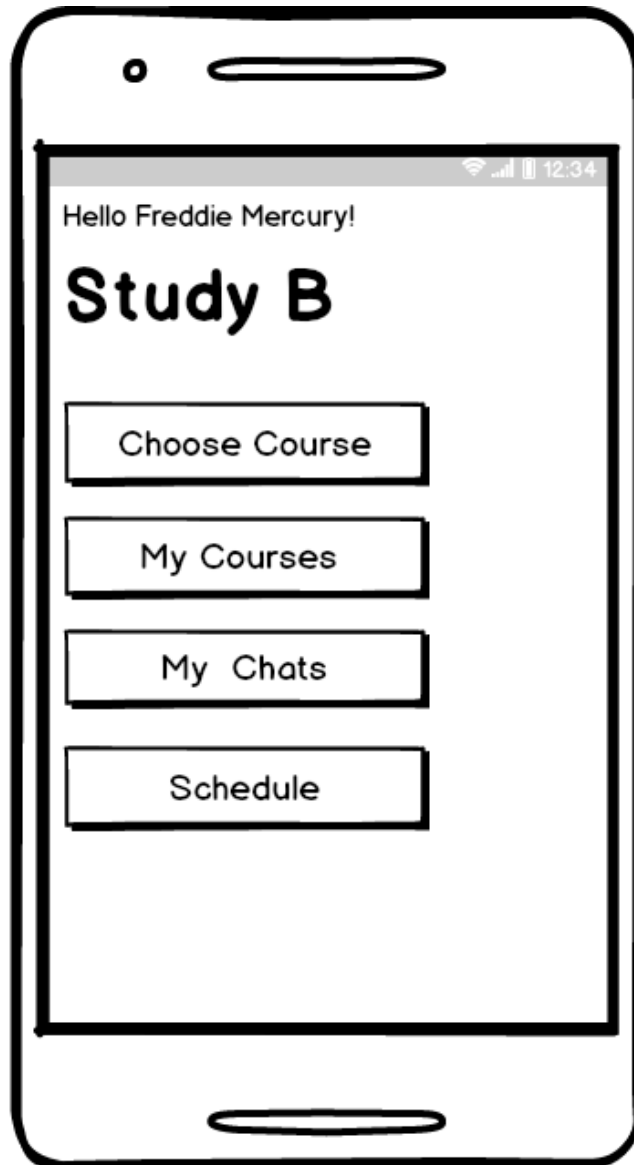 12:34
Hello Freddie Mercury!
Study B
Choose Course
My Courses
My Chats
Schedule